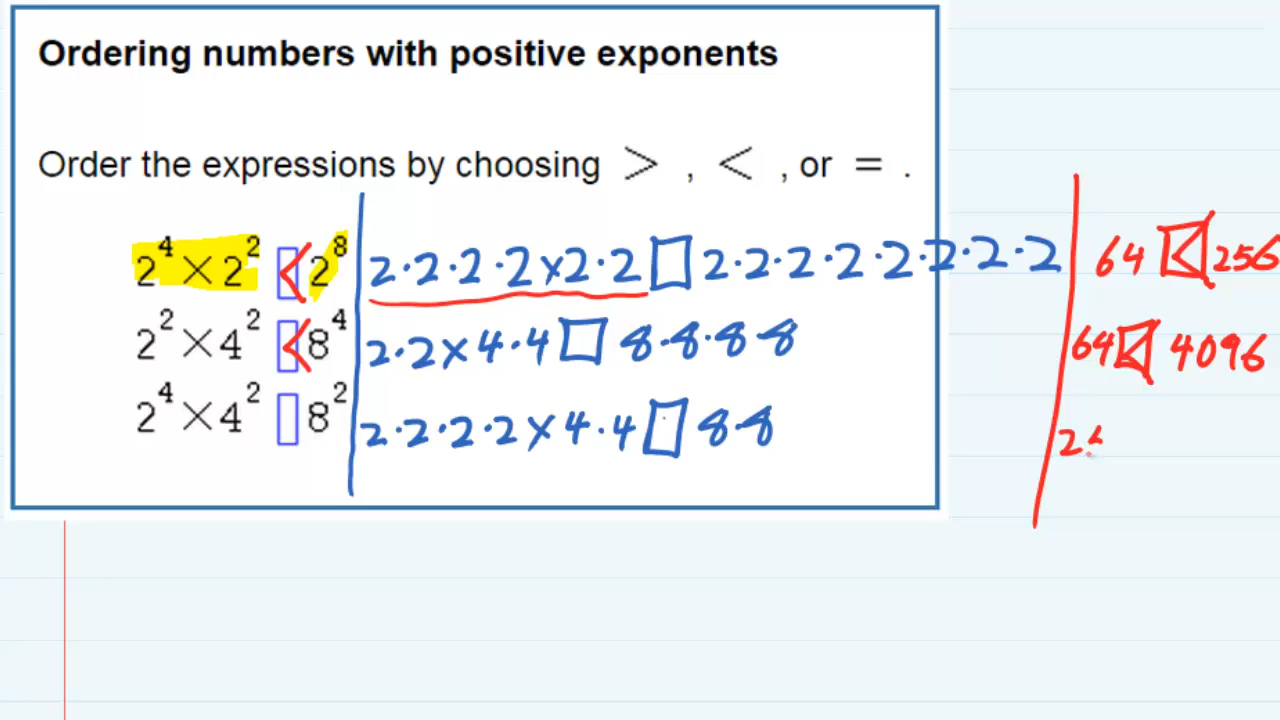 Ordering numbers with positive exponents
Order the expressions by choosing > , < , or = .
2⁴ × 2² < 2⁸ 2·2·2·2×2·2 □ 2·2·2·2·2·2·2·2 64 < 256
2² × 4² < 8⁴ 2·2×4·4 □ 8·8·8·8 64 < 4096
2⁴ × 4² □ 8² 2·2·2·2×4·4 □ 8·8 2